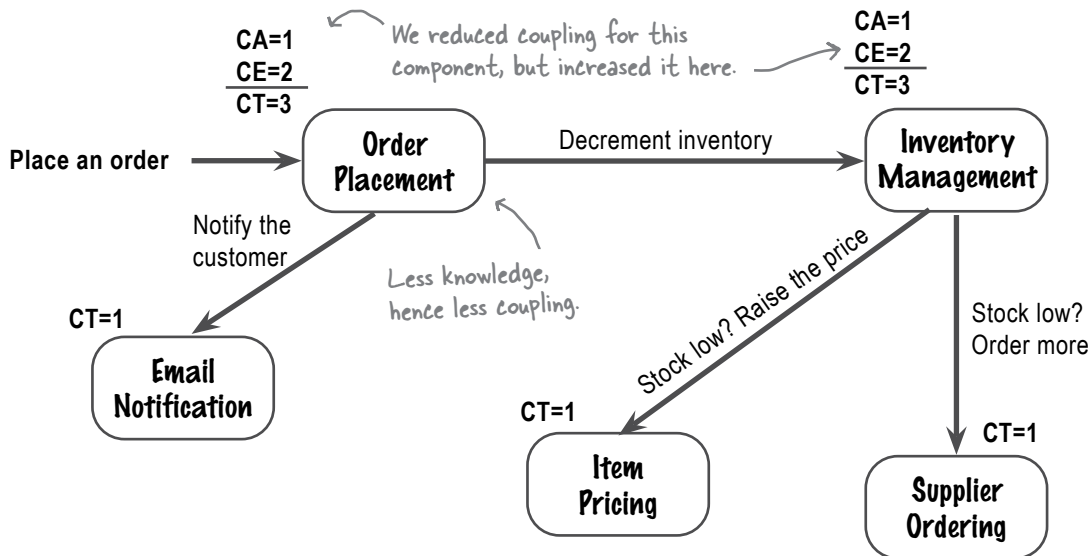 CA=1
CE=2
CT=3
We reduced coupling for this
component, but increased it here.
CA=1
CE=2
CT=3
Place an order
Order
Placement
Decrement inventory
Inventory
Management
Notify the
customer
Less knowledge,
hence less coupling.
Stock low? Raise the price
Stock low?
Order more
CT=1
Email
Notification
CT=1
Item
Pricing
CT=1
Supplier
Ordering